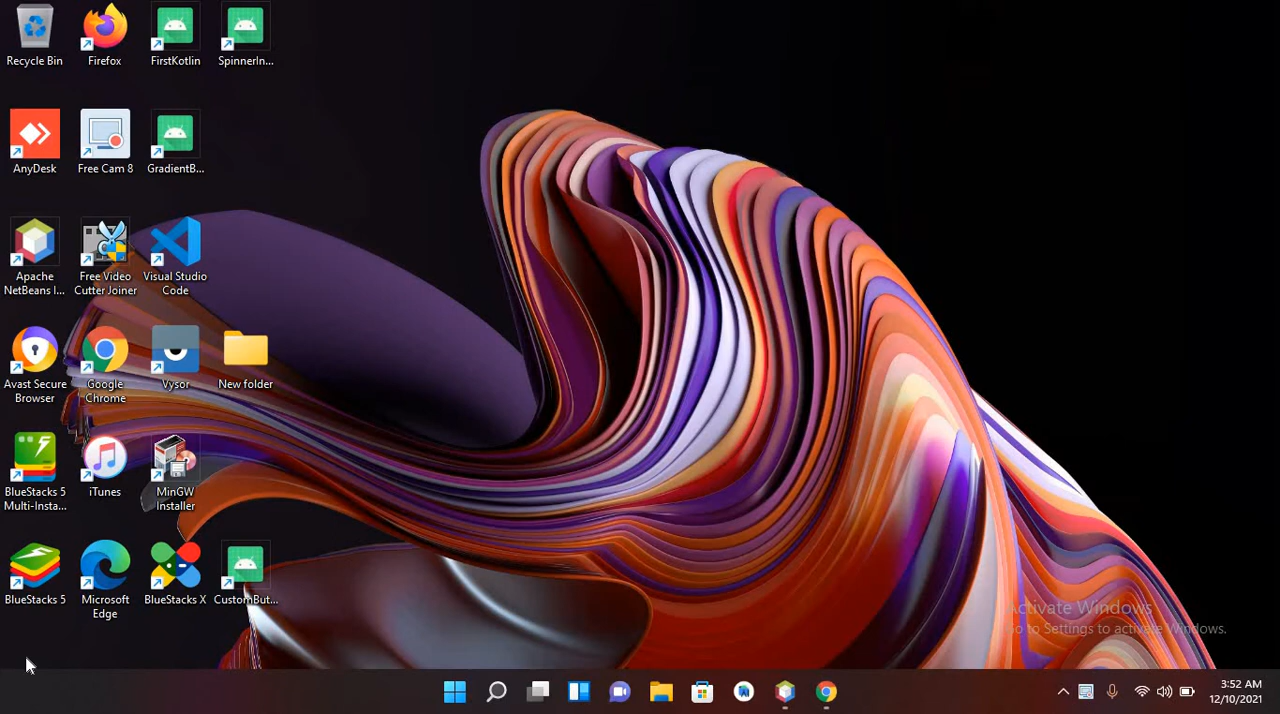 Recycle Bin
Firefox
FirstKotlin
SpinnerIn...
AnyDesk
Free Cam 8
GradientB...
Apache
NetBeans I...
Free Video
Cutter Joiner
Visual Studio
Code
Avast Secure
Browser
Google
Chrome
Vysor
New folder
BlueStacks 5
Multi-Insta...
iTunes
MinGW
Installer
BlueStacks 5
Microsoft
Edge
BlueStacks X
CustomBut...
Activate Windows
Go to Settings to activate Windows.
3:52 AM
12/10/2021